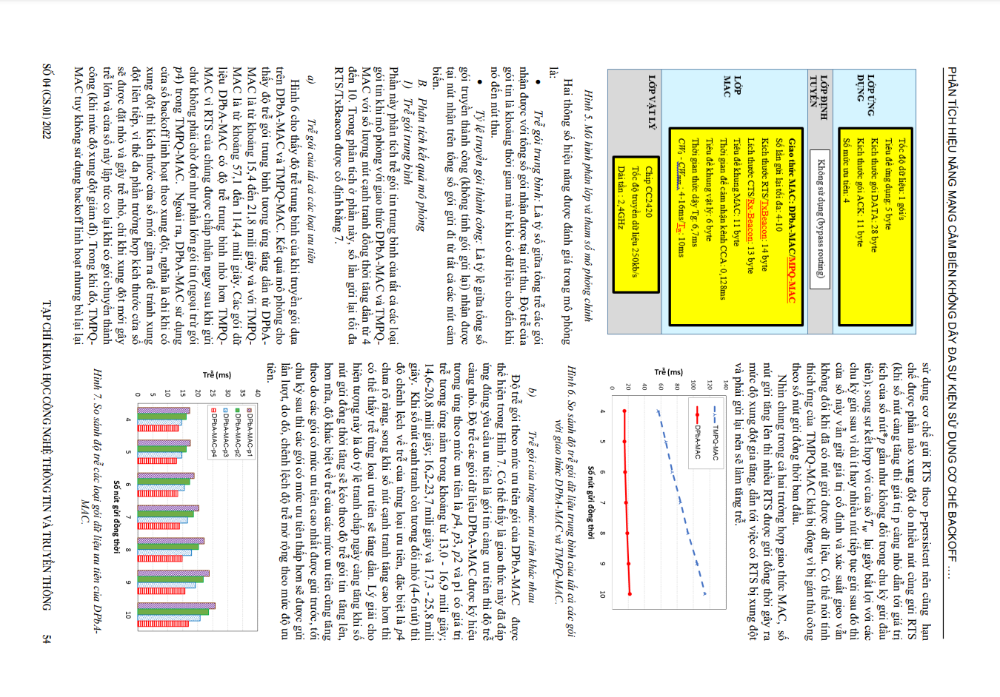 PHÂN TÍCH HIỆU NĂNG MẠNG CẢM BIẾN KHÔNG DÂY ĐA SỰ KIỆN SỬ DỤNG CƠ CHẾ BACKOFF ….
LỚP ỨNG DỤNG
Tốc độ dữ liệu: 1 gói/s
Tiêu đề ứng dụng: 5 byte
Kích thước gói DATA: 28 byte
Kích thước gói ACK: 11 byte
Số mức ưu tiên: 4
LỚP ĐỊNH TUYẾN
Không sử dụng (bypass routing)
LỚP MAC
Giao thức MAC: DPbA-MAC/MPQ-MAC
Số lần gửi lại tối đa: 4-10
Kích thước RTS/TxBeacon: 14 byte
Lích thước CTS/Rx-Beacon: 13 byte
Tiêu đề khung MAC: 11 byte
Thời gian để cảm nhận kênh CCA: 0,128ms
Tiêu đề khung vật lý: 6 byte
Thời gian thức dậy Tg: 6,7ms
CW0 - CWmax: 4-16ms/Tw: 10ms
LỚP VẬT LÝ
Chip CC2420
Tốc độ truyền dữ liệu 250kb/s
Dải tần : 2,4GHz
Hình 5. Mô hình phân lớp và tham số mô phỏng chính
Hai thông số hiệu năng được đánh giá trong mô phỏng
là:
• Trễ gói trung bình: Là tỷ số giữa tổng trễ các gói
nhận được với tổng số gói nhận được tại nút thu. Độ trễ của
gói tin là khoảng thời gian mà từ khi có dữ liệu cho đến khi
nó đến nút thu.
• Tỷ lệ truyền gói thành công: Là tỷ lệ giữa tổng số
gói truyền thành công (không tính gói gửi lại) nhận được
tại nút nhận trên tổng số gói gửi đi từ tất cả các nút cảm
biến.
B. Phân tích kết quả mô phỏng
1) Trễ gói trung bình
Phần này phân tích trễ gói tin trung bình của tất cả các loại
gói tin khi mô phỏng với giao thức DPbA-MAC và TMPQ-
MAC với số lượng nút cạnh tranh đồng thời tăng dần từ 4
đến 10. Trong phân tích ở phần này, số lần gửi lại tối đa
RTS/TxBeacon được cố định bằng 7.
a) Trễ gói của tất cả các loại ưu tiên
Hình 6 cho thấy độ trễ trung bình của khi truyền gói dựa
trên DPbA-MAC và TMPQ-MAC. Kết quả mô phỏng cho
thấy độ trễ gói trung bình tương ứng tăng dần từ DPbA-
MAC là từ khoảng 15,4 đến 21,8 mili giây và với TMPQ-
MAC là từ khoảng 57,1 đến 114,4 mili giây. Các gói dữ
liệu DPbA-MAC có độ trễ trung bình nhỏ hơn TMPQ-
MAC vì RTS của chúng được chấp nhận ngay sau khi gửi
chứ không phải chờ đợi như phần lớn gói tin (ngoại trừ gói
p4) trong TMPQ-MAC. Ngoài ra, DPbA-MAC sử dụng
cửa sổ backoff linh hoạt theo xung đột, nghĩa là chỉ khi có
xung đột thì kích thước cửa sổ mới giãn ra để tránh xung
đột liên tiếp, vì thế đa phần trường hợp kích thước cửa sổ
sẽ được đặt nhỏ và gây trễ nhỏ, chỉ khi xung đột mới gây
trễ lớn và cửa sổ này lập tức co lại khi có gói chuyển thành
công (khi mức độ xung đột giảm đi). Trong khi đó, TMPQ-
MAC tuy không sử dụng backoff linh hoạt nhưng bù lại lại
sử dụng cơ chế gửi RTS theo p-persistent nên cũng hạn
chế được phần nào xung đột do nhiều nút cùng gửi RTS
(khi số nút càng tăng thì giá trị p càng nhỏ dẫn tới giá trị
tích của số nút*p gần như không đổi trong chu kỳ gửi đầu
tiên); song sự kết hợp với cửa sổ Tw lại gây bất lợi với các
chu kỳ gửi sau vì dù ít hay nhiều nút tiếp tục gửi sau đó thì
cửa sổ này vẫn giữ giá trị cố định và xác suất gieo vẫn
không đổi khi đã có nút gửi được dữ liệu. Có thể nói tính
thích ứng của TMPQ-MAC khá bị động vì bị gán thủ công
theo số nút gửi đồng thời ban đầu.
Nhìn chung trong cả hai trường hợp giao thức MAC, số
nút gửi tăng lên thì nhiều RTS được gửi đồng thời gây ra
mức độ xung đột gia tăng, dẫn tới việc có RTS bị xung đột
và phải gửi lại nên sẽ làm tăng trễ.
Trễ (ms)
0 20 40 60 80 100 120 140
TMPQ-MAC
DPbA-MAC
4 5 6 7 8 9 10
Số nút gửi đồng thời
Hình 6. So sánh độ trễ gói dữ liệu trung bình của tất cả các gói
với giao thức DPbA-MAC và TMPQ-MAC.
b) Trễ gói của từng mức ưu tiên khác nhau
Độ trễ gói theo mức ưu tiên gói của DPbA-MAC được
thể hiện trong Hình 7. Có thể thấy là giao thức này đã đáp
ứng đúng yêu cầu ưu tiên là gói tin càng ưu tiên thì độ trễ
càng nhỏ. Độ trễ các gói dữ liệu DPbA-MAC được ký hiệu
tương ứng theo mức ưu tiên là p4, p3, p2 và p1 có giá trị
trễ tương ứng nằm trong khoảng từ 13,0 - 16,9 mili giây;
14,6-20,8 mili giây; 16,2-23,7 mili giây và 17,3 - 25,8 mili
giây. Khi số nút cạnh tranh còn tương đối nhỏ (4-6 nút) thì
độ chênh lệch về trễ của từng loại ưu tiên, đặc biệt là p4
chưa rõ ràng, song khi số nút cạnh tranh tăng cao hơn thì
có thể thấy trễ từng loại ưu tiên sẽ tăng dần. Lý giải cho
hiện tượng này là do tỷ lệ tranh chấp ngày càng tăng khi số
nút gửi đồng thời tăng sẽ kéo theo độ trễ gói tin tăng lên,
hơn nữa, độ khác biệt về trễ của các mức ưu tiên cũng tăng
theo do các gói có mức ưu tiên cao nhất được gửi trước, tới
chu kỳ sau thì các gói có mức ưu tiên thấp hơn sẽ được gửi
lần lượt, do đó, chênh lệch độ trễ mở rộng theo mức độ ưu
tiên.
Trễ (ms)
0 5 10 15 20 25 30 35 40
DPbA-MAC-p1
DPbA-MAC-p2
DPbA-MAC-p3
DPbA-MAC-p4
4 5 6 7 8 9 10
Số nút gửi đồng thời
Hình 7. So sánh độ trễ các loại gói dữ liệu ưu tiên của DPbA-
MAC.
SỐ 04 (CS.01) 2022
TẠP CHÍ KHOA HỌC CÔNG NGHỆ THÔNG TIN VÀ TRUYỀN THÔNG
54